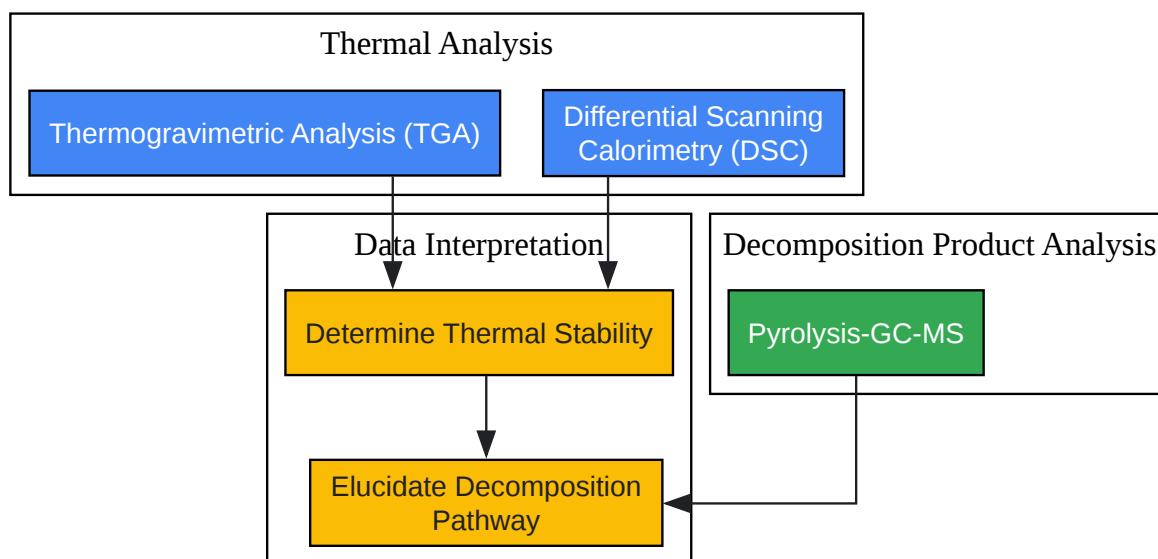 Thermal Analysis
Thermogravimetric Analysis (TGA)
Differential Scanning
Calorimetry (DSC)
Data Interpretation
Decomposition Product Analysis
Determine Thermal Stability
Pyrolysis-GC-MS
Elucidate Decomposition
Pathway